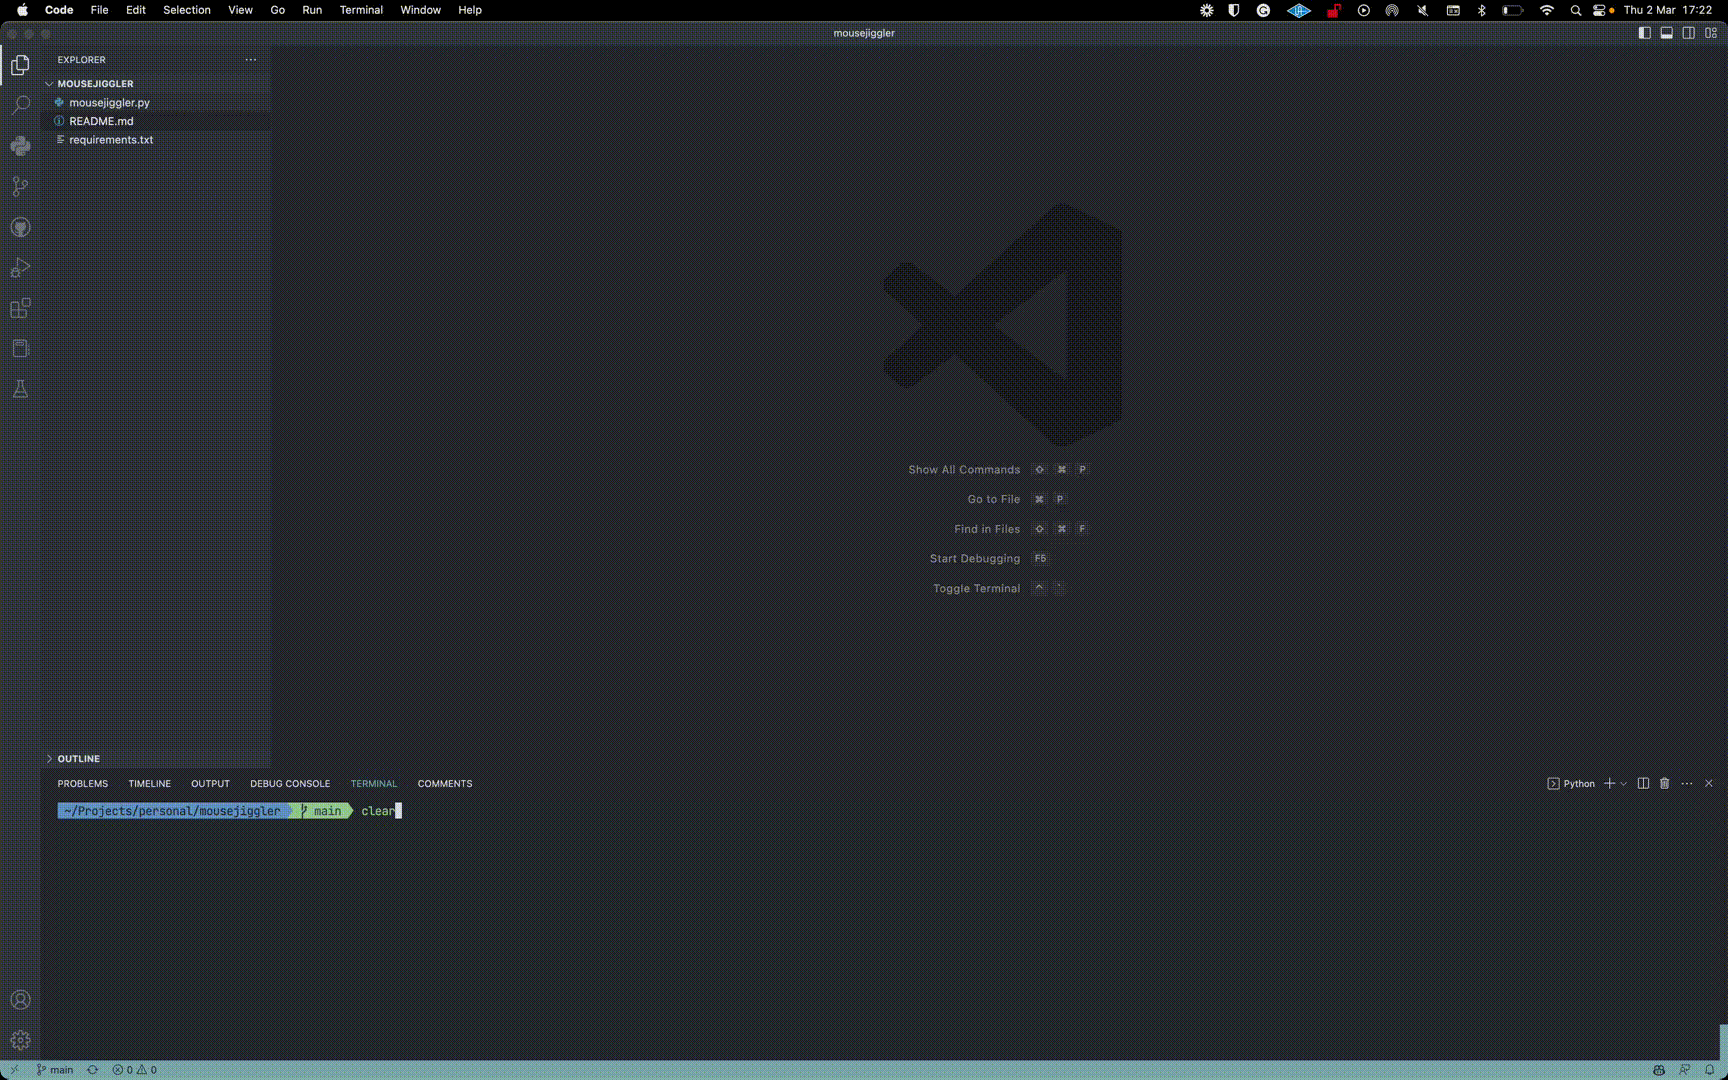 Code File Edit Selection View Go Run Terminal Window Help Thu 2 Mar 17:22
mousejiggler
EXPLORER
MOUSEJIGGLER
mousejiggler.py
README.md
requirements.txt
Show All Commands ⇧ ⌘ P
Go to File ⌘ P
Find in Files ⇧ ⌘ F
Start Debugging F5
Toggle Terminal ^ `
OUTLINE
PROBLEMS TIMELINE OUTPUT DEBUG CONSOLE TERMINAL COMMENTS Python
~/Projects/personal/mousejiggler main clear
main 0 0